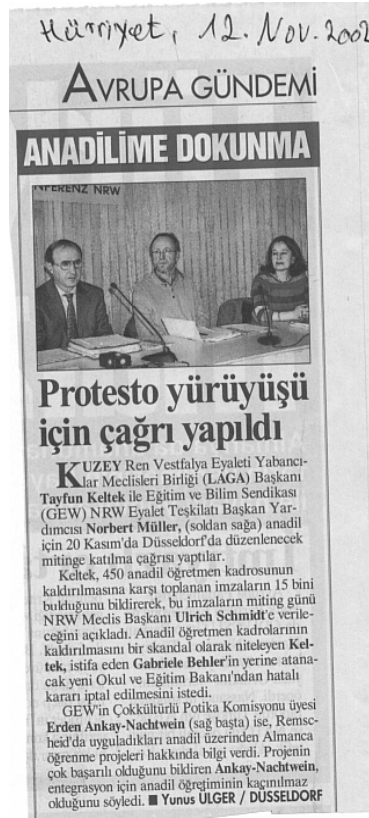 Hürriyet, 12. Nov. 2002
AVRUPA GÜNDEMİ
ANADİLİME DOKUNMA
NFERENZ NRW
Protesto yürüyüşü
için çağrı yapıldı
KUZEY Ren Vestfalya Eyaleti Yabancı-
lar Meclisleri Birliği (LAGA) Başkanı
Tayfun Keltek ile Eğitim ve Bilim Sendikası
(GEW) NRW Eyalet Teşkilatı Başkan Yar-
dımcısı Norbert Müller, (soldan sağa) anadil
için 20 Kasım'da Düsseldorf'da düzenlenecek
mitinge katılma çağrısı yaptılar.
Keltek, 450 anadil öğretmen kadrosunun
kaldırılmasına karşı toplanan imzaların 15 bini
bulduğunu bildirerek, bu imzaların miting günü
NRW Meclis Başkanı Ulrich Schmidt'e verile-
ceğini açıkladı. Anadil öğretmen kadrolarının
kaldırılmasını bir skandal olarak niteleyen Kel-
tek, istifa eden Gabriele Behler'in yerine atana-
cak yeni Okul ve Eğitim Bakanı'ndan hatalı
kararı iptal edilmesini istedi.
GEW'in Çokkültürlü Potika Komisyonu üyesi
Erden Ankay-Nachtwein (sağ başta) ise, Remsc-
heid'da uyguladıkları anadil üzerinden Almanca
öğrenme projeleri hakkında bilgi verdi. Projenin
çok başarılı olduğunu bildiren Ankay-Nachtwein,
entegrasyon için anadil öğretiminin kaçınılmaz
olduğunu söyledi. ■ Yunus ÜLGER / DÜSSELDORF